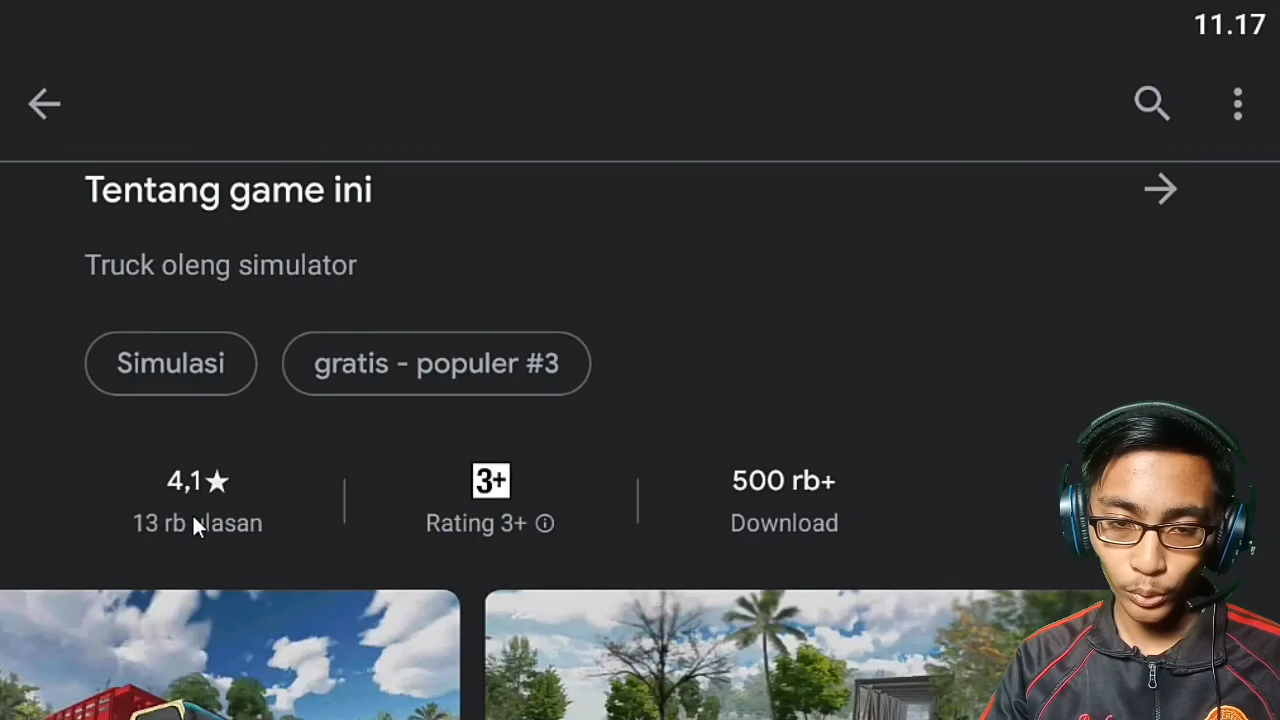 11.17
Tentang game ini
Truck oleng simulator
Simulasi
gratis - populer #3
4,1★
3+
500 rb+
13 rb ulasan
Rating 3+
Download